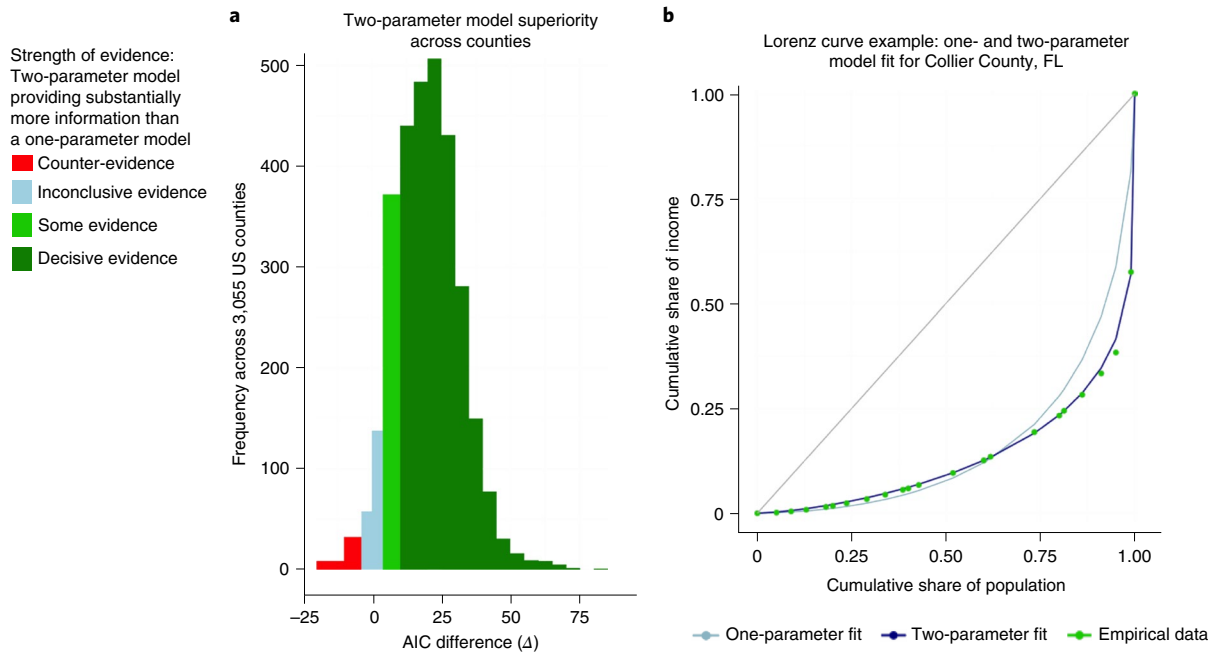 Strength of evidence:
Two-parameter model
providing substantially
more information than
a one-parameter model
Counter-evidence
Inconclusive evidence
Some evidence
Decisive evidence
a
Two-parameter model superiority
across counties
Frequency across 3,055 US counties
500
400
300
200
100
0
−25
0
25
50
75
AIC difference (Δ)
b
Lorenz curve example: one- and two-parameter
model fit for Collier County, FL
Cumulative share of income
1.00
0.75
0.50
0.25
0
0
0.25
0.50
0.75
1.00
Cumulative share of population
One-parameter fit
Two-parameter fit
Empirical data